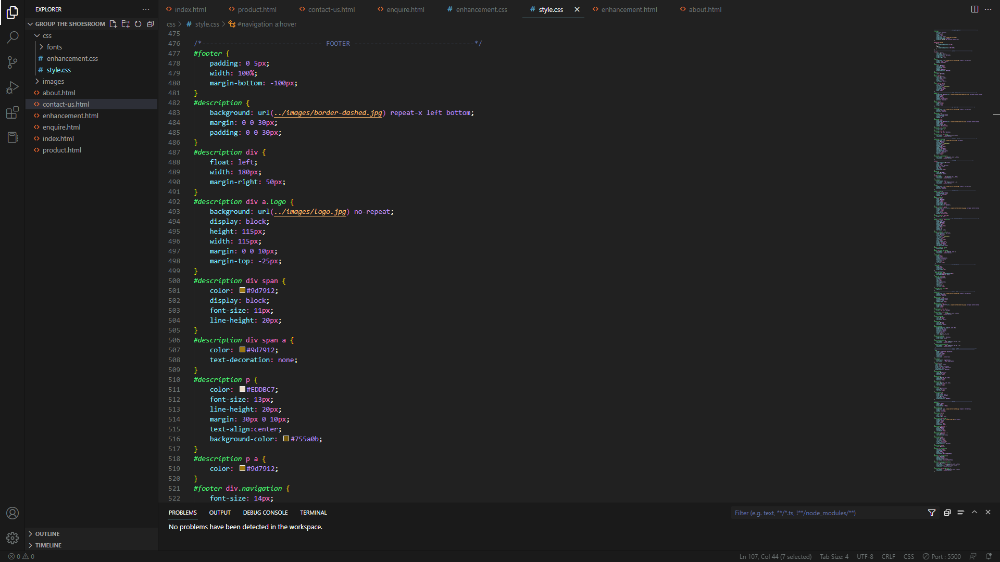 EXPLORER
GROUP THE SHOESROOM
css
fonts
enhancement.css
style.css
images
about.html
contact-us.html
enhancement.html
enquire.html
index.html
product.html
OUTLINE
TIMELINE
index.html product.html contact-us.html enquire.html enhancement.css style.css enhancement.html about.html
css > # style.css > #navigation a:hover
475
476 /*------------------------------ FOOTER ------------------------------*/
477 #footer {
478 padding: 0 5px;
479 width: 100%;
480 margin-bottom: -100px;
481 }
482 #description {
483 background: url(../images/border-dashed.jpg) repeat-x left bottom;
484 margin: 0 0 30px;
485 padding: 0 0 30px;
486 }
487 #description div {
488 float: left;
489 width: 180px;
490 margin-right: 50px;
491 }
492 #description div a.logo {
493 background: url(../images/logo.jpg) no-repeat;
494 display: block;
495 height: 115px;
496 width: 115px;
497 margin: 0 0 10px;
498 margin-top: -25px;
499 }
500 #description div span {
501 color: #9d7912;
502 display: block;
503 font-size: 11px;
504 line-height: 20px;
505 }
506 #description div span a {
507 color: #9d7912;
508 text-decoration: none;
509 }
510 #description p {
511 color: #EDDBC7;
512 font-size: 13px;
513 line-height: 20px;
514 margin: 30px 0 10px;
515 text-align:center;
516 background-color: #755a0b;
517 }
518 #description p a {
519 color: #9d7912;
520 }
521 #footer div.navigation {
522 font-size: 14px;
PROBLEMS OUTPUT DEBUG CONSOLE TERMINAL
Filter (e.g. text, **/*.ts, !**/node_modules/**)
No problems have been detected in the workspace.
0 0
Ln 107, Col 44 (7 selected) Tab Size: 4 UTF-8 CRLF CSS Port : 5500